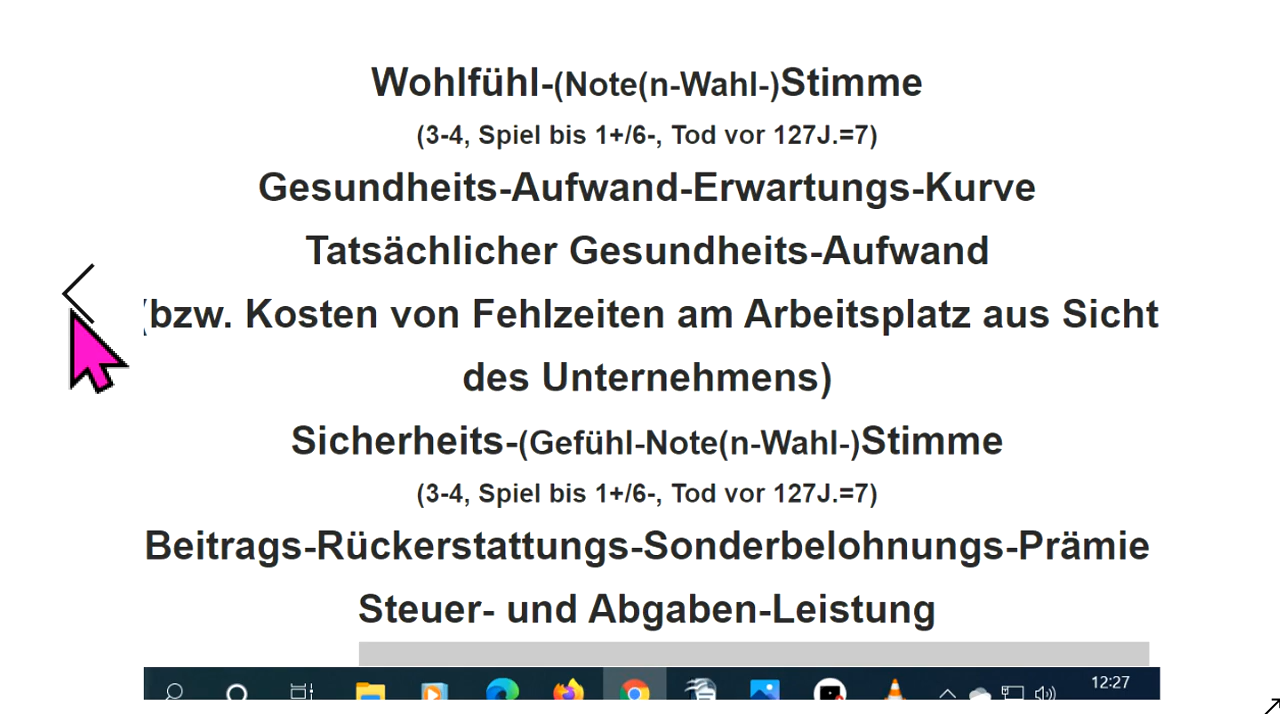 Wohlfühl-(Note(n-Wahl-)Stimme
(3-4, Spiel bis 1+/6-, Tod vor 127J.=7)
Gesundheits-Aufwand-Erwartungs-Kurve
Tatsächlicher Gesundheits-Aufwand
(bzw. Kosten von Fehlzeiten am Arbeitsplatz aus Sicht
des Unternehmens)
Sicherheits-(Gefühl-Note(n-Wahl-)Stimme
(3-4, Spiel bis 1+/6-, Tod vor 127J.=7)
Beitrags-Rückerstattungs-Sonderbelohnungs-Prämie
Steuer- und Abgaben-Leistung
12:27